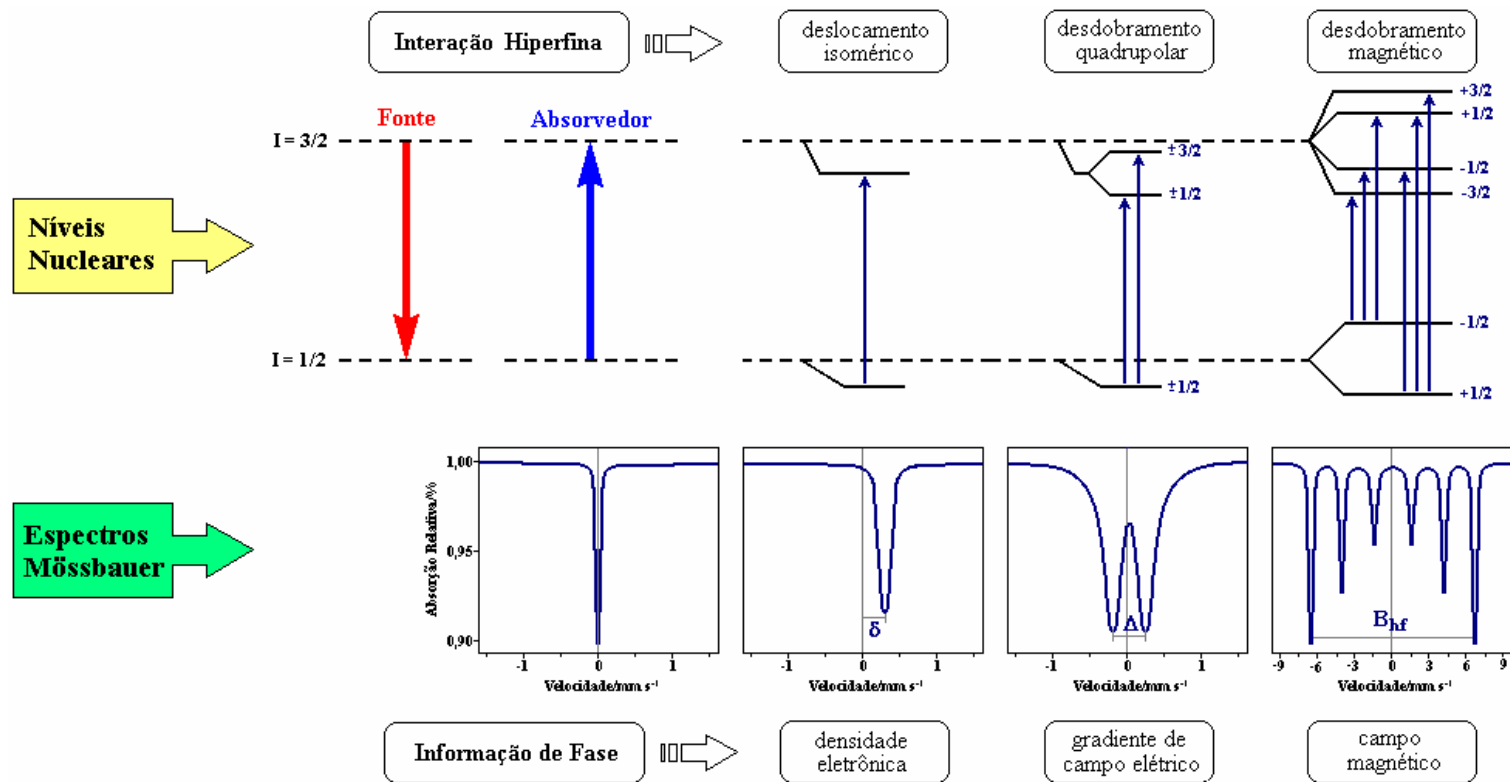 Interação Hiperfina
deslocamento
isomérico
desdobramento
quadrupolar
desdobramento
magnético
Fonte
Absorvedor
I = 3/2
I = 1/2
±3/2
±1/2
±1/2
+3/2
+1/2
-1/2
-3/2
-1/2
+1/2
Níveis
Nucleares
Espectros
Mössbauer
Absorção Relativa/%
1,00
0,95
0,90
-1 0 1
Velocidade/mm s⁻¹
δ
-1 0 1
Velocidade/mm s⁻¹
Δ
-1 0 1
Velocidade/mm s⁻¹
Bhf
-9 -6 -3 0 3 6 9
Velocidade/mm s⁻¹
Informação de Fase
densidade
eletrônica
gradiente de
campo elétrico
campo
magnético